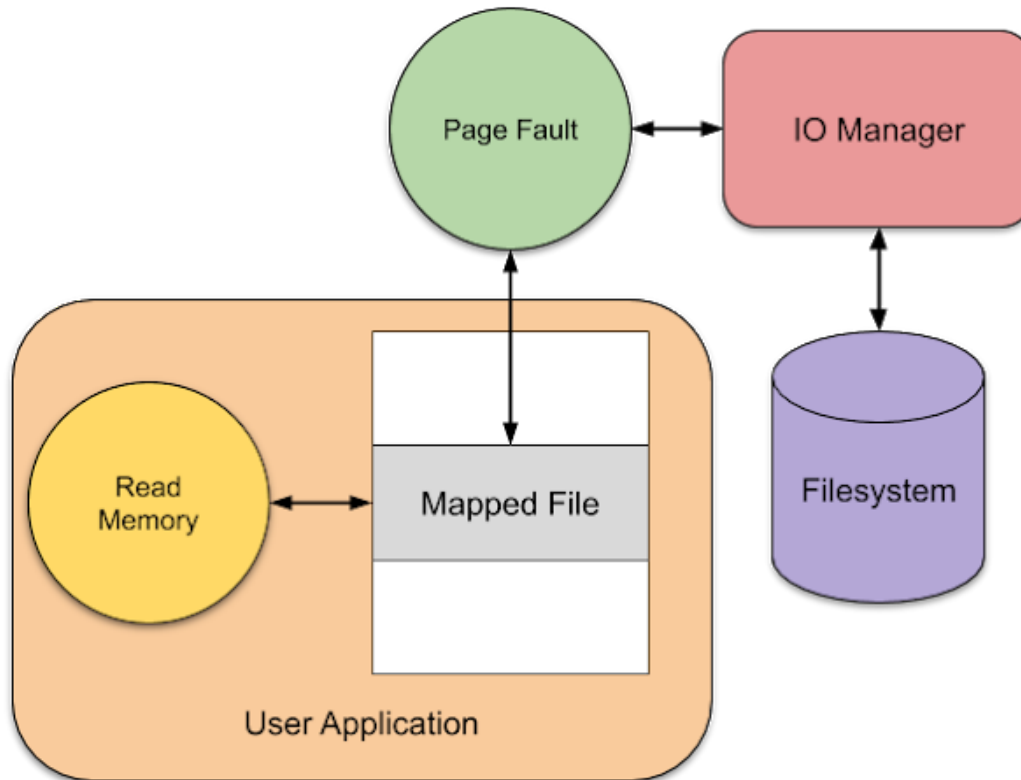 Page Fault
IO Manager
Read
Memory
Mapped File
Filesystem
User Application